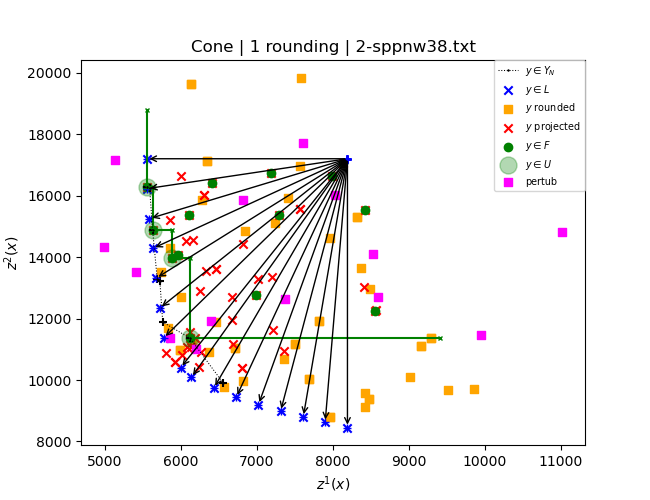 Cone | 1 rounding | 2-sppnw38.txt
20000
18000
16000
14000
12000
10000
8000
z²(x)
5000 6000 7000 8000 9000 10000 11000
z¹(x)
y ∈ Y_N
y ∈ L
y rounded
y projected
y ∈ F
y ∈ U
pertub